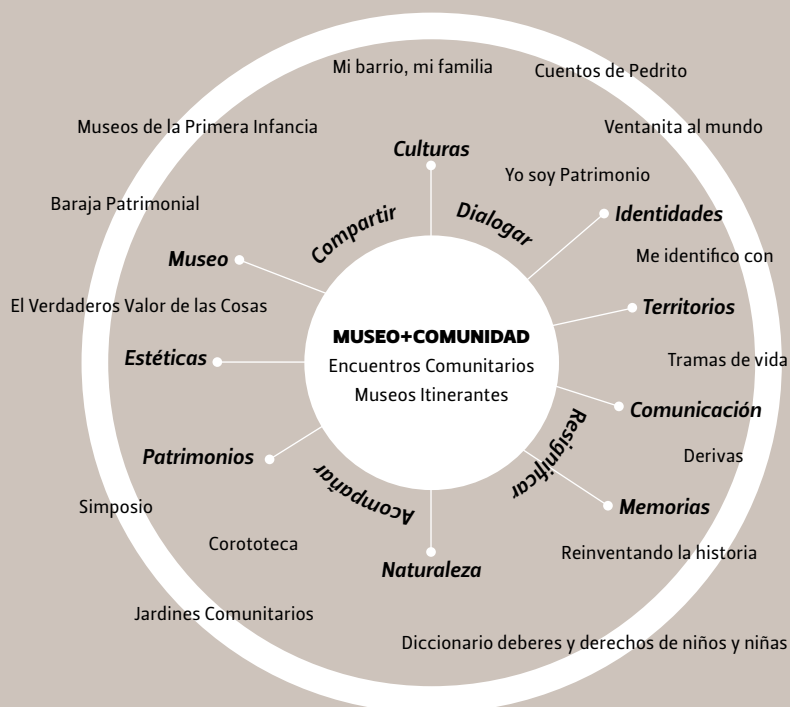 Mi barrio, mi familia
Cuentos de Pedrito
Museos de la Primera Infancia
Ventanita al mundo
Culturas
Yo soy Patrimonio
Baraja Patrimonial
Compartir
Dialogar
Identidades
Museo
Me identifico con
El Verdaderos Valor de las Cosas
Territorios
MUSEO+COMUNIDAD
Encuentros Comunitarios
Museos Itinerantes
Estéticas
Tramas de vida
Comunicación
Patrimonios
Resignificar
Derivas
Acompañar
Simposio
Memorias
Corototeca
Reinventando la historia
Naturaleza
Jardines Comunitarios
Diccionario deberes y derechos de niños y niñas